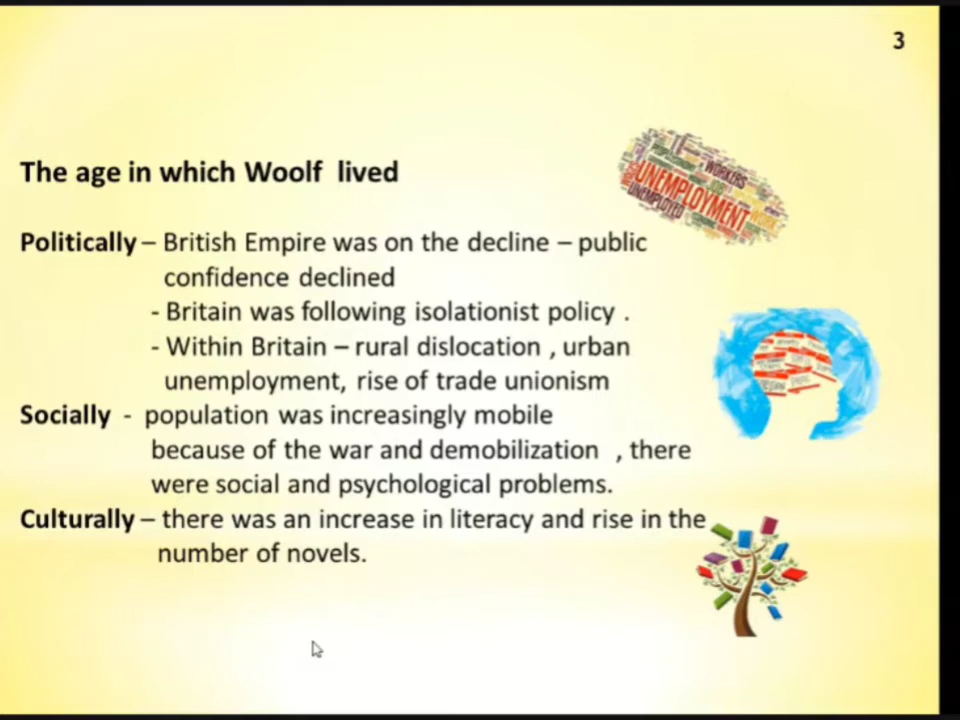 3
The age in which Woolf lived
Politically – British Empire was on the decline – public
confidence declined
- Britain was following isolationist policy .
- Within Britain – rural dislocation , urban
unemployment, rise of trade unionism
Socially - population was increasingly mobile
because of the war and demobilization , there
were social and psychological problems.
Culturally – there was an increase in literacy and rise in the
number of novels.
WORKERS
UNEMPLOYMENT
UNEMPLOYED
WORK